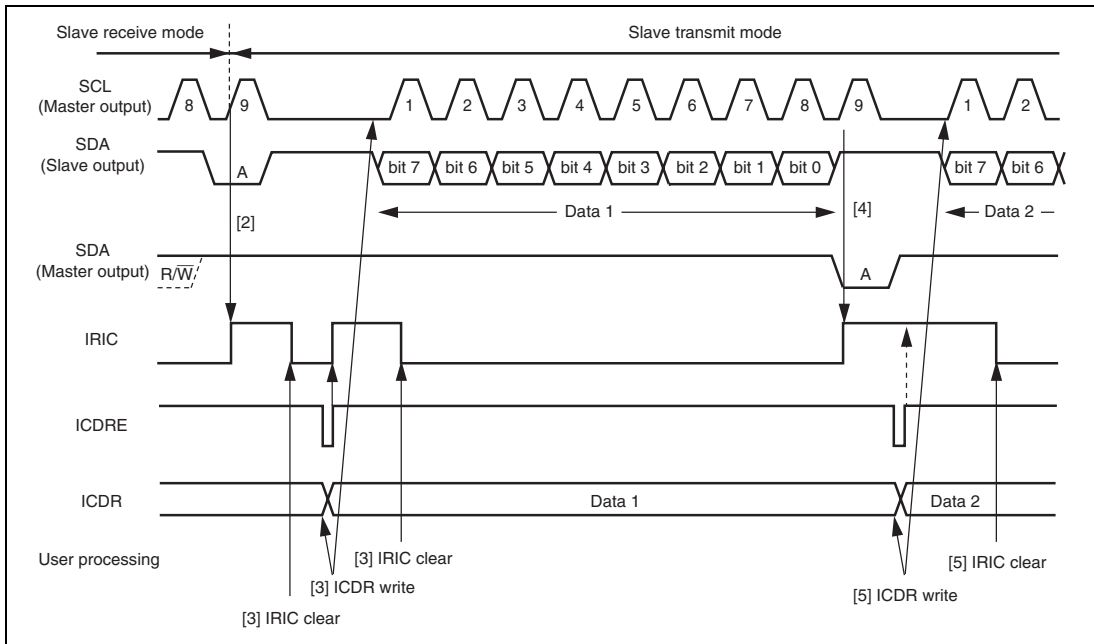 Slave receive mode
Slave transmit mode
SCL
(Master output)
8
9
1
2
3
4
5
6
7
8
9
1
2
SDA
(Slave output)
A
bit 7
bit 6
bit 5
bit 4
bit 3
bit 2
bit 1
bit 0
bit 7
bit 6
[2]
Data 1
[4]
Data 2
SDA
(Master output)
R/W̅
A
IRIC
ICDRE
ICDR
Data 1
Data 2
User processing
[3] IRIC clear
[3] ICDR write
[3] IRIC clear
[5] IRIC clear
[5] ICDR write